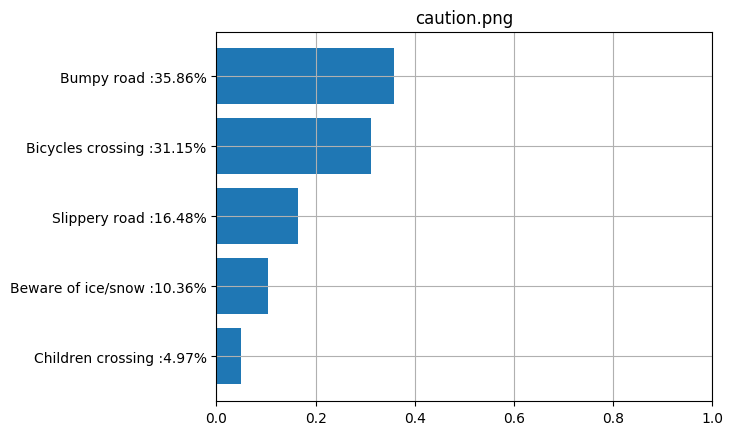 caution.png
Bumpy road :35.86%
Bicycles crossing :31.15%
Slippery road :16.48%
Beware of ice/snow :10.36%
Children crossing :4.97%
0.0 0.2 0.4 0.6 0.8 1.0